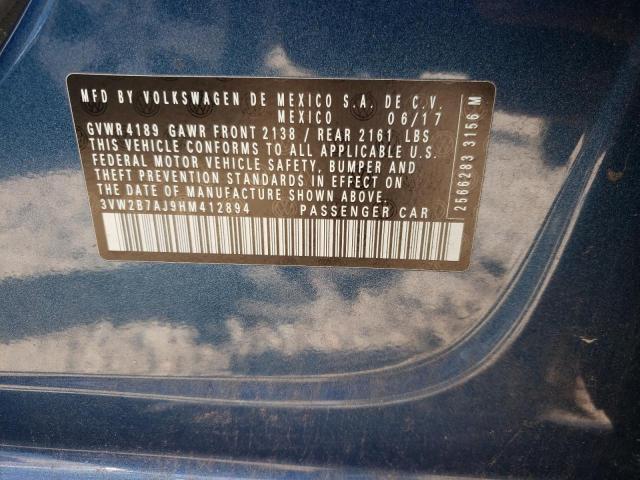 MFD BY VOLKSWAGEN DE MEXICO S.A. DE C.V.
MEXICO 06/17
GVWR 4189 GAWR FRONT 2138 / REAR 2161 LBS
THIS VEHICLE CONFORMS TO ALL APPLICABLE U.S.
FEDERAL MOTOR VEHICLE SAFETY, BUMPER AND
THEFT PREVENTION STANDARDS IN EFFECT ON
THE DATE OF MANUFACTURE SHOWN ABOVE.
3VW2B7AJ9HM412894 PASSENGER CAR
2566283 3156 M